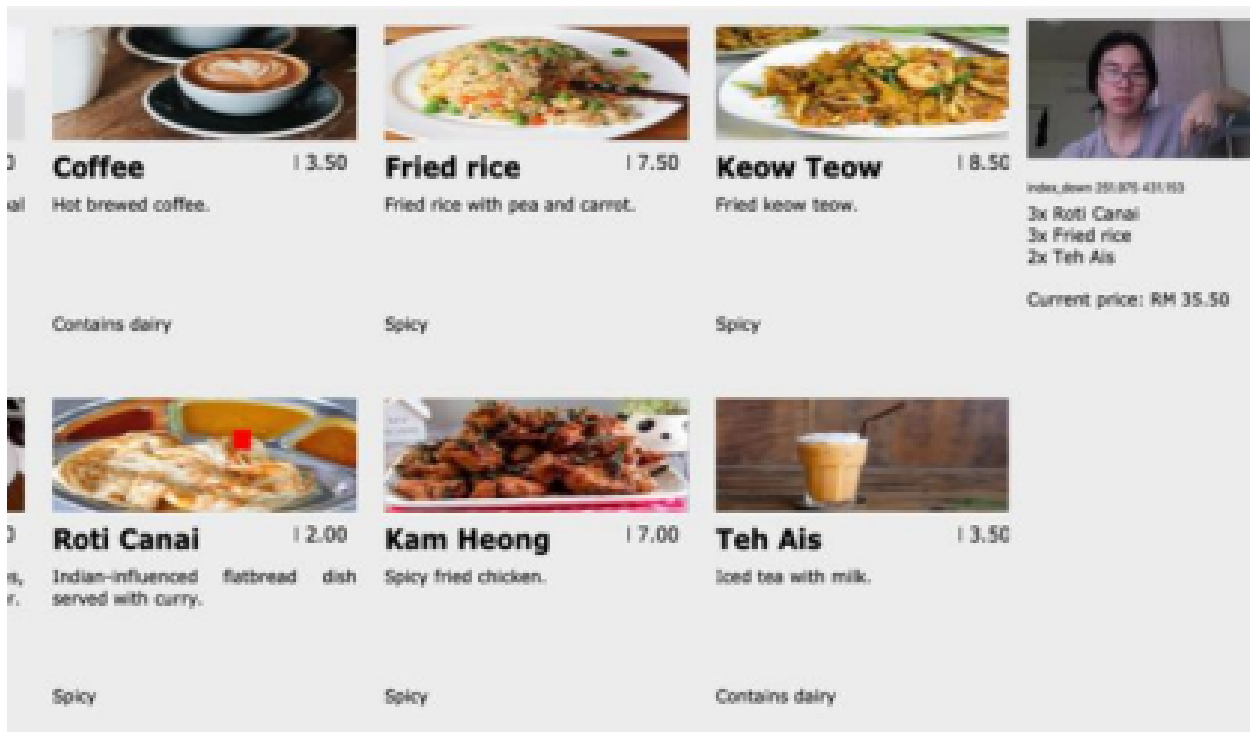 Coffee | 3.50
Hot brewed coffee.
Contains dairy
Fried rice | 7.50
Fried rice with pea and carrot.
Spicy
Keow Teow | 8.50
Fried keow teow.
Spicy
Roti Canai | 2.00
Indian-influenced flatbread dish
served with curry.
Spicy
Kam Heong | 7.00
Spicy fried chicken.
Spicy
Teh Ais | 3.50
Iced tea with milk.
Contains dairy
index_down
3x Roti Canai
3x Fried rice
2x Teh Ais
Current price: RM 35.50